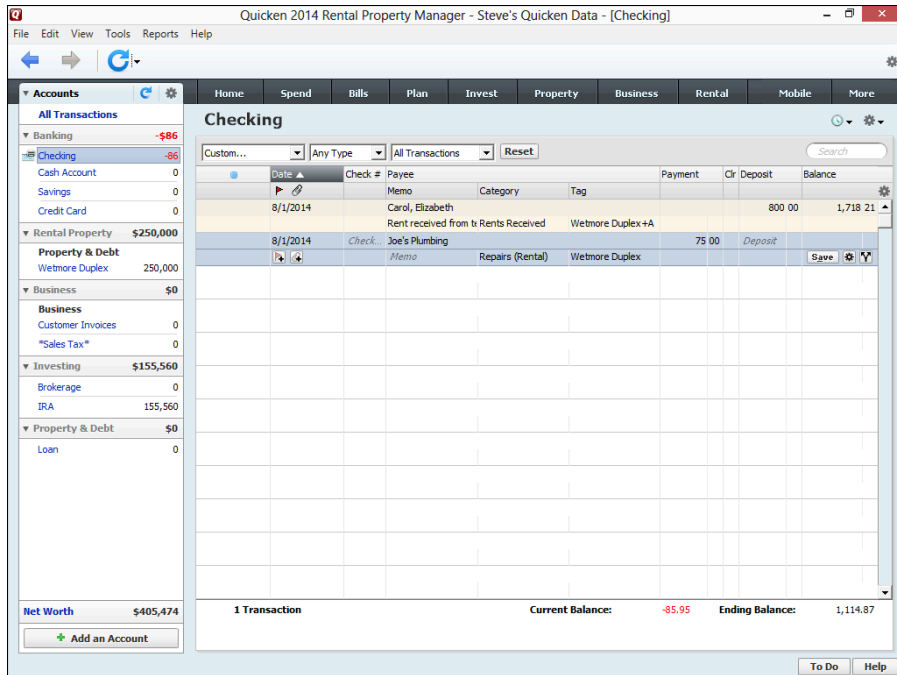 Quicken 2014 Rental Property Manager - Steve's Quicken Data - [Checking]
File Edit View Tools Reports Help
Accounts
All Transactions
Banking -$86
Checking -86
Cash Account 0
Savings 0
Credit Card 0
Rental Property $250,000
Property & Debt
Wetmore Duplex 250,000
Business $0
Business
Customer Invoices 0
*Sales Tax* 0
Investing $155,560
Brokerage 0
IRA 155,560
Property & Debt $0
Loan 0
Net Worth $405,474
Add an Account
Home Spend Bills Plan Invest Property Business Rental Mobile More
Checking
Custom... Any Type All Transactions Reset Search
Date Check # Payee Payment Clr Deposit Balance
Memo Category Tag
8/1/2014 Carol, Elizabeth 800 00 1,718 21
Rent received from te Rents Received Wetmore Duplex+A
8/1/2014 Check... Joe's Plumbing 75 00 Deposit
Memo Repairs (Rental) Wetmore Duplex Save
1 Transaction Current Balance: -85.95 Ending Balance: 1,114.87
To Do Help